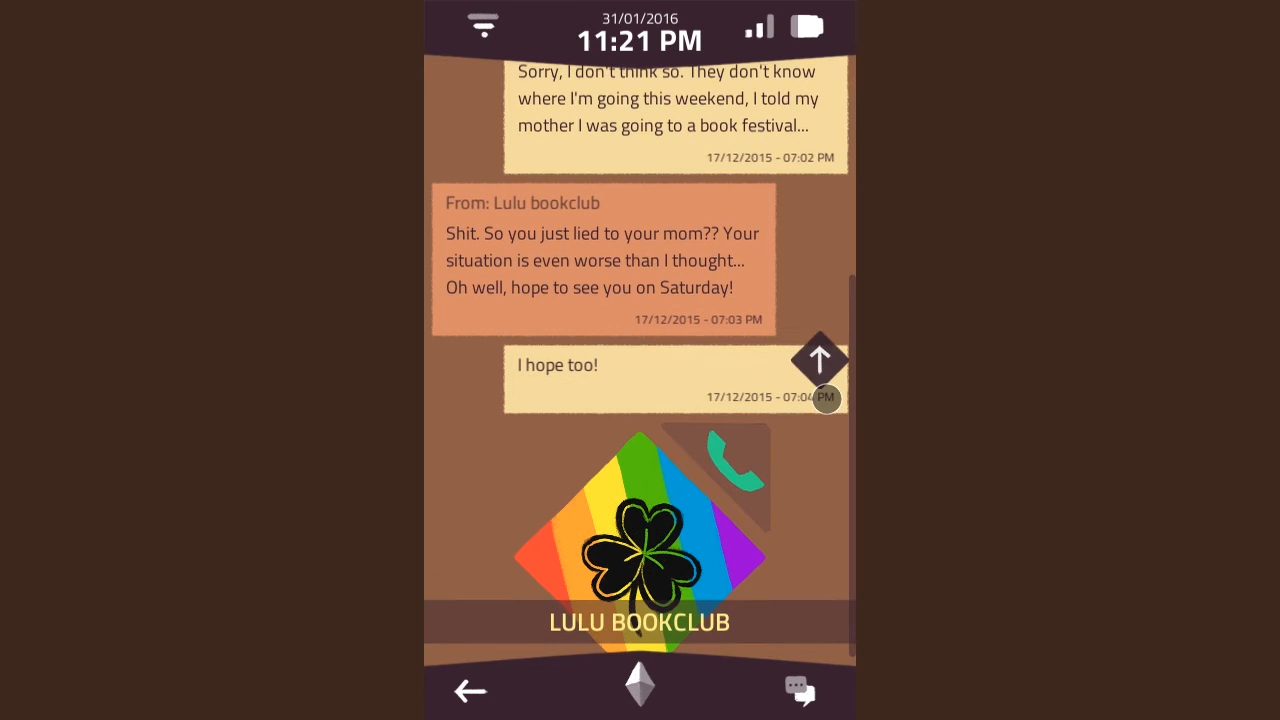 31/01/2016
11:21 PM
Sorry, I don't think so. They don't know
where I'm going this weekend, I told my
mother I was going to a book festival...
17/12/2015 - 07:02 PM
From: Lulu bookclub
Shit. So you just lied to your mom?? Your
situation is even worse than I thought...
Oh well, hope to see you on Saturday!
17/12/2015 - 07:03 PM
I hope too!
17/12/2015 - 07:04 PM
LULU BOOKCLUB